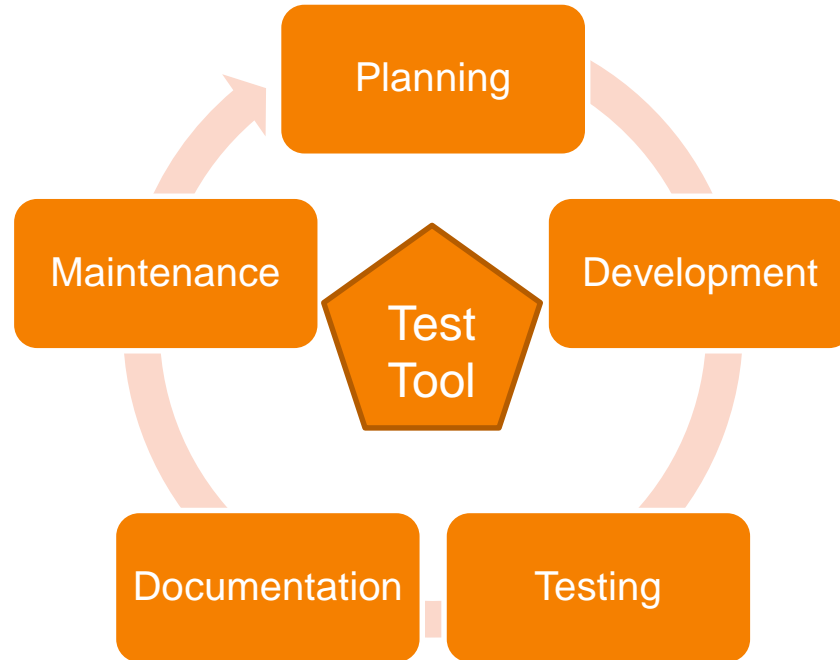 Planning
Maintenance
Development
Test
Tool
Documentation
Testing